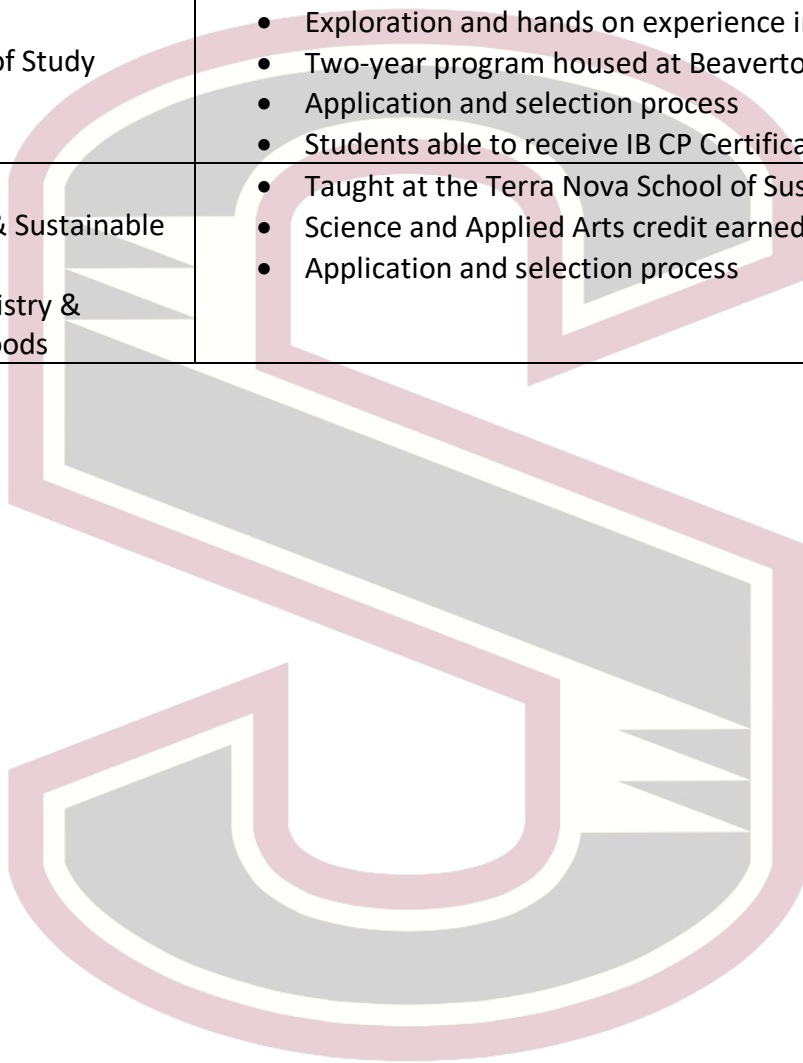 of Study
• Exploration and hands on experience i
• Two-year program housed at Beaverto
• Application and selection process
• Students able to receive IB CP Certifica
& Sustainable
istry &
oods
• Taught at the Terra Nova School of Sus
• Science and Applied Arts credit earned
• Application and selection process